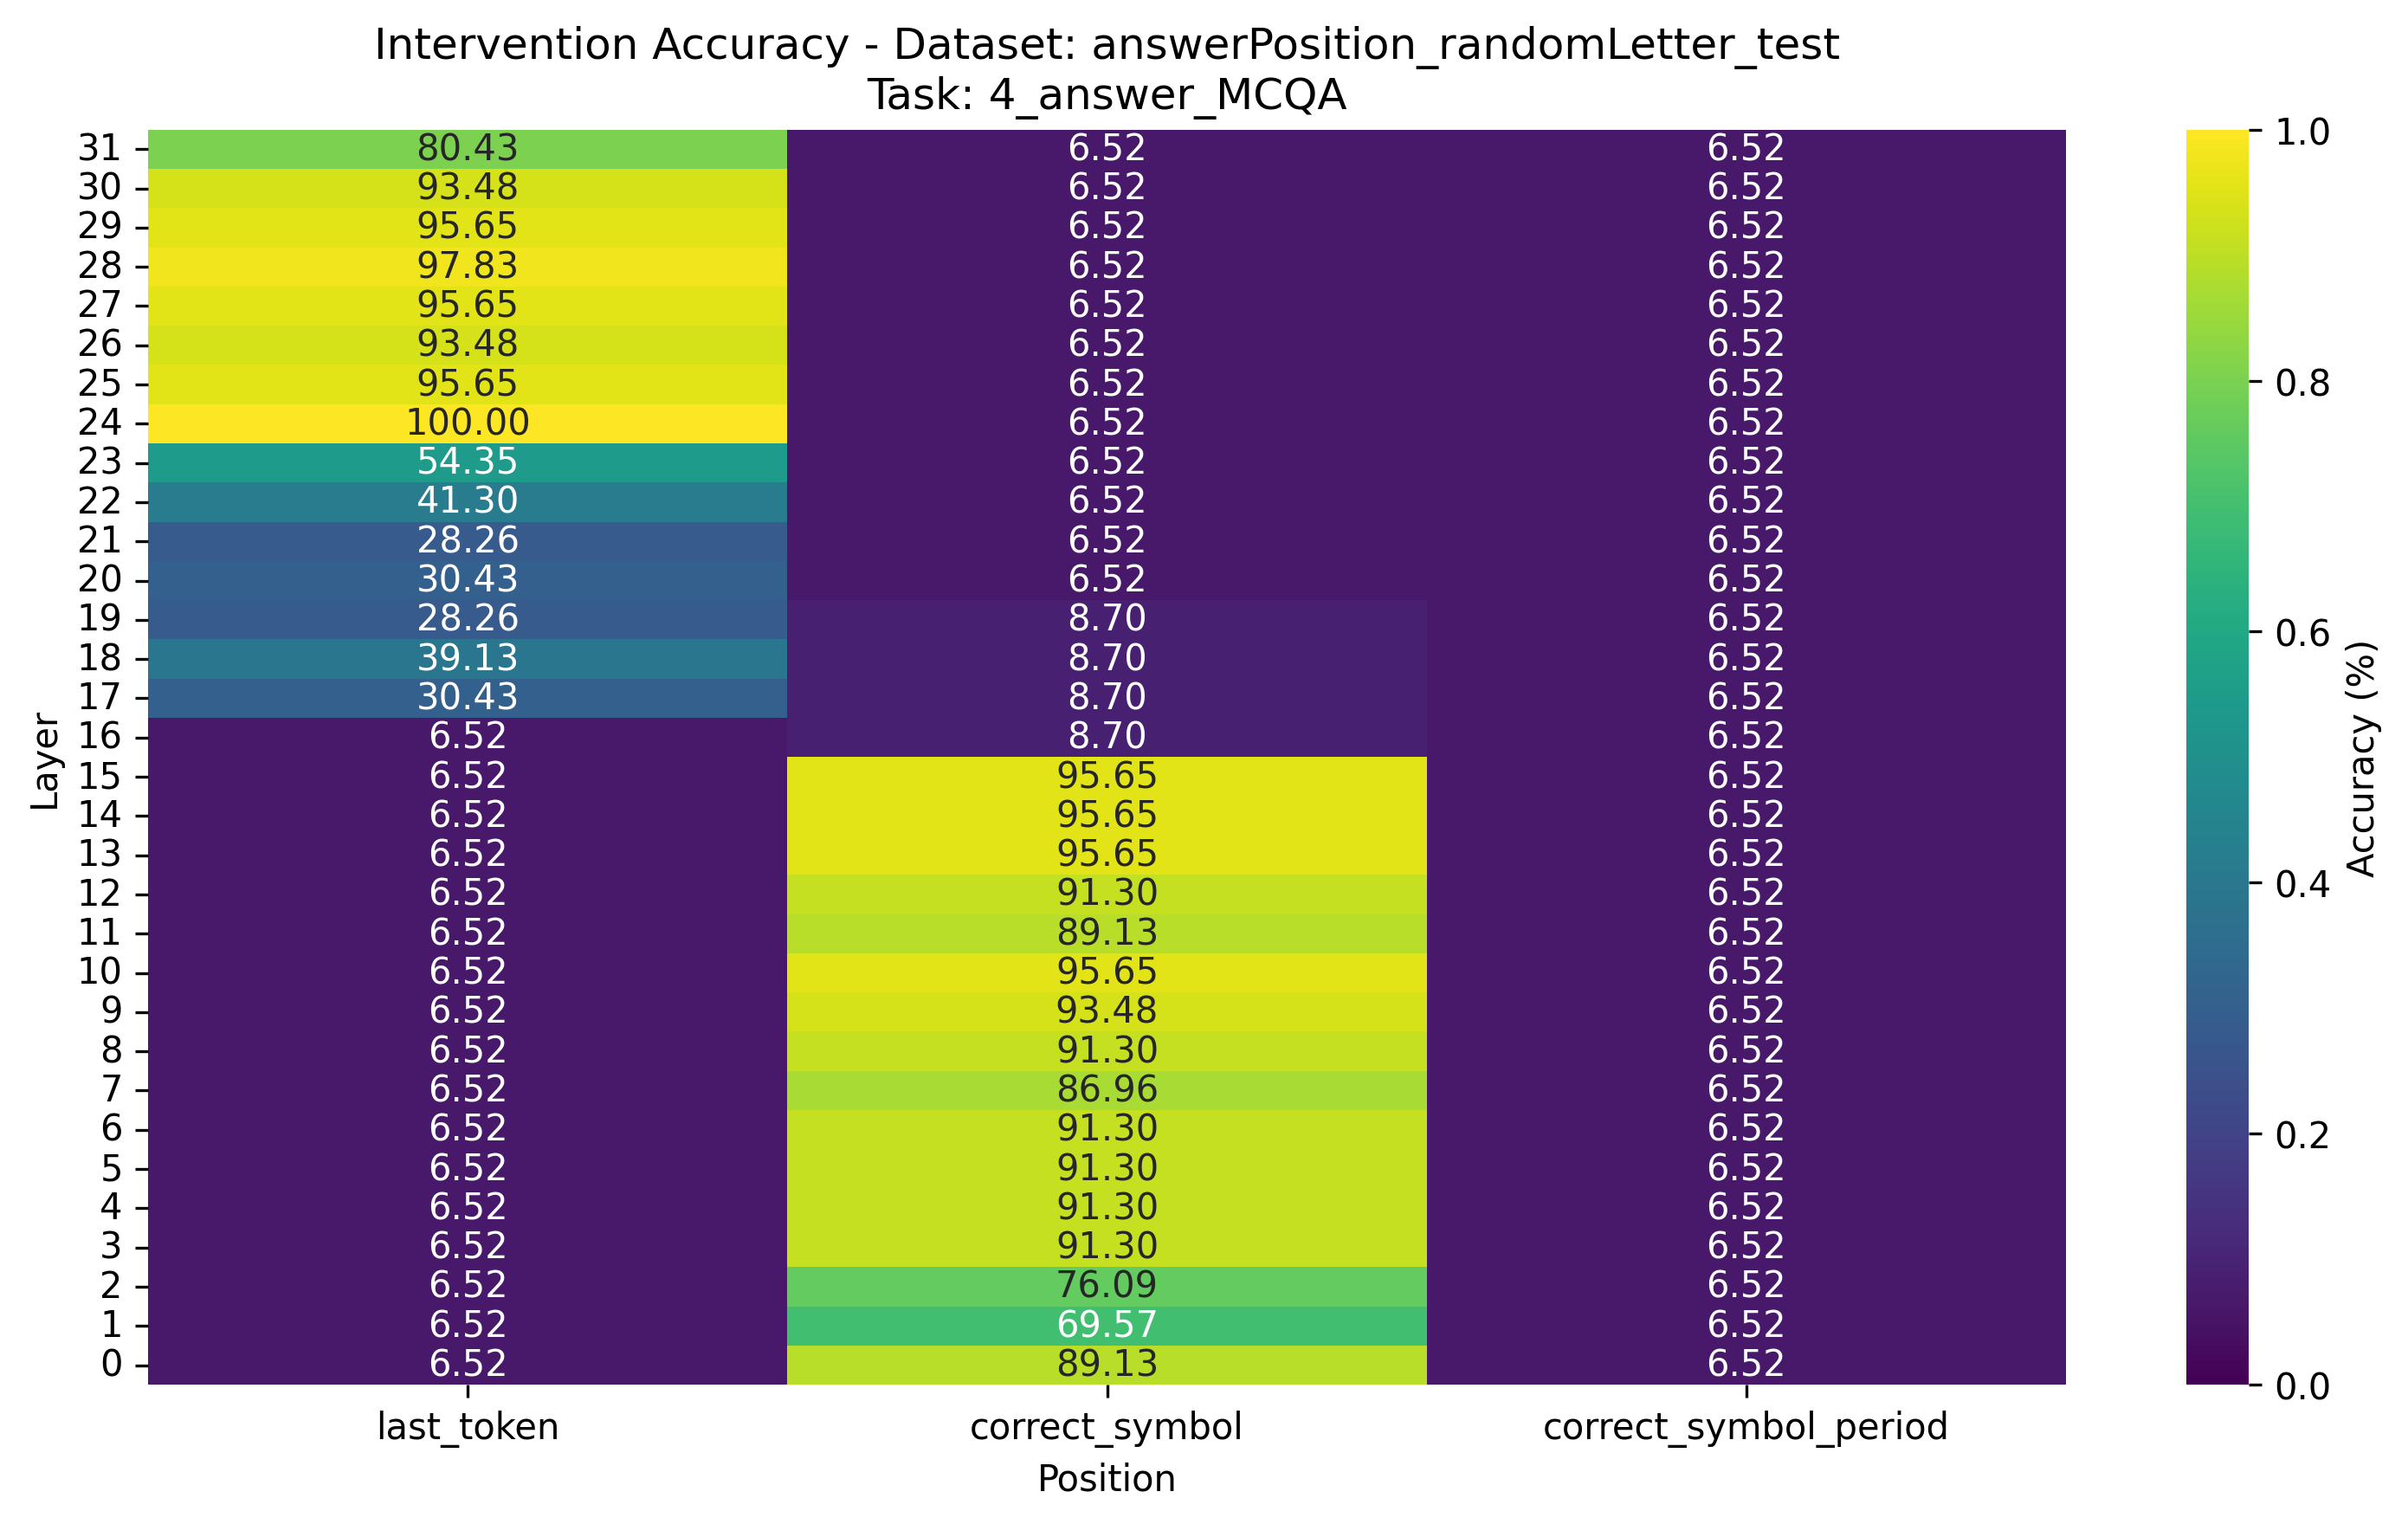 Intervention Accuracy - Dataset: answerPosition_randomLetter_test
Task: 4_answer_MCQA
31 80.43 6.52 6.52
30 93.48 6.52 6.52
29 95.65 6.52 6.52
28 97.83 6.52 6.52
27 95.65 6.52 6.52
26 93.48 6.52 6.52
25 95.65 6.52 6.52
24 100.00 6.52 6.52
23 54.35 6.52 6.52
22 41.30 6.52 6.52
21 28.26 6.52 6.52
20 30.43 6.52 6.52
19 28.26 8.70 6.52
18 39.13 8.70 6.52
17 30.43 8.70 6.52
16 6.52 8.70 6.52
15 6.52 95.65 6.52
14 6.52 95.65 6.52
13 6.52 95.65 6.52
12 6.52 91.30 6.52
11 6.52 89.13 6.52
10 6.52 95.65 6.52
9 6.52 93.48 6.52
8 6.52 91.30 6.52
7 6.52 86.96 6.52
6 6.52 91.30 6.52
5 6.52 91.30 6.52
4 6.52 91.30 6.52
3 6.52 91.30 6.52
2 6.52 76.09 6.52
1 6.52 69.57 6.52
0 6.52 89.13 6.52
Layer
last_token correct_symbol correct_symbol_period
Position
1.0
0.8
0.6
0.4
0.2
0.0
Accuracy (%)